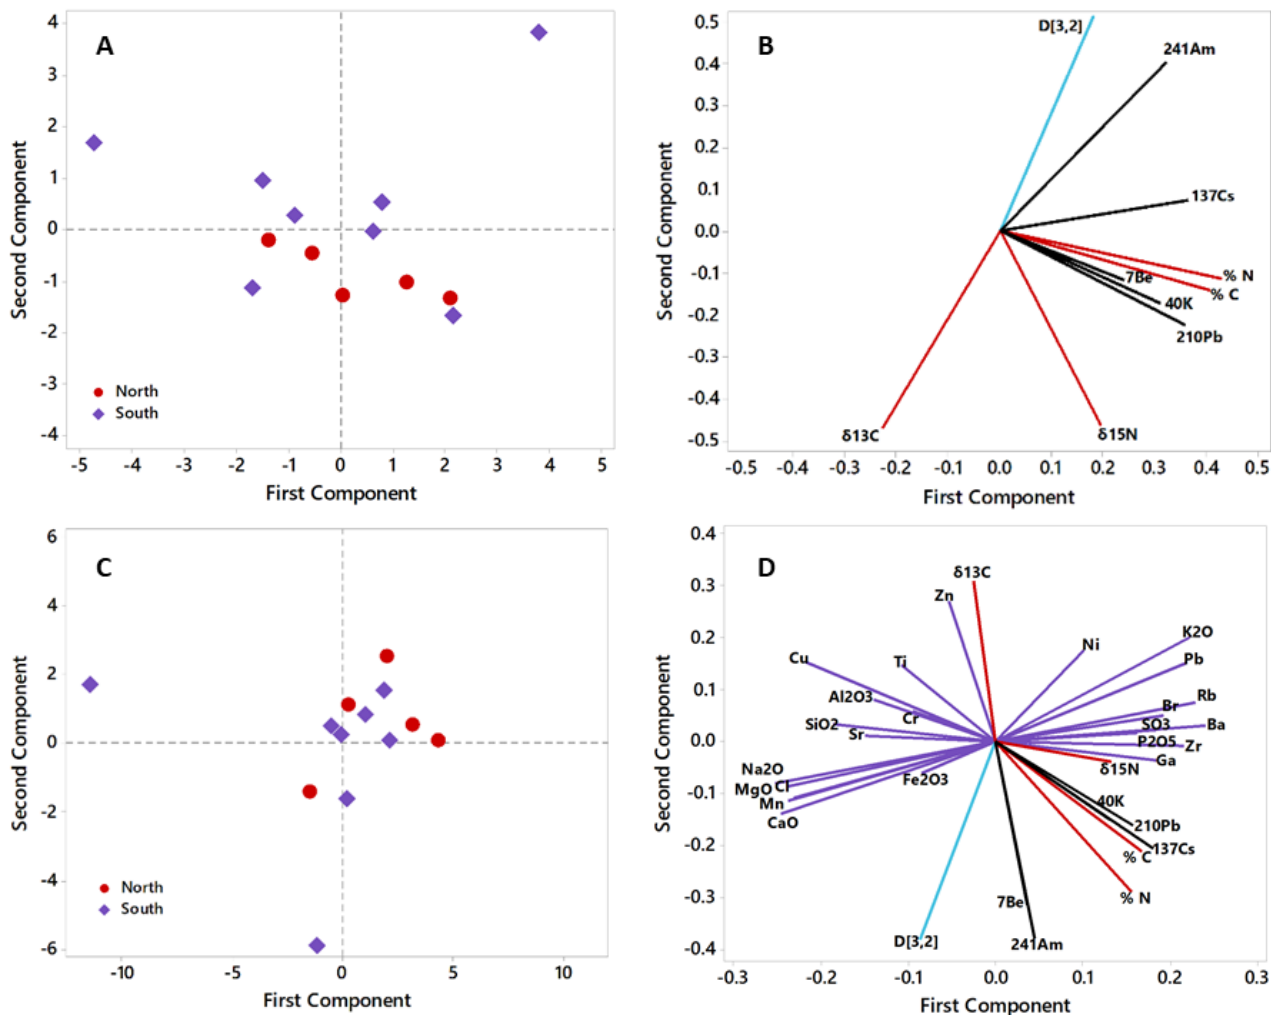 A
4
3
2
1
0
-1
-2
-3
-4
Second Component
North
South
-5 -4 -3 -2 -1 0 1 2 3 4 5
First Component
B
0.5
0.4
0.3
0.2
0.1
0.0
-0.1
-0.2
-0.3
-0.4
-0.5
Second Component
D[3,2]
241Am
137Cs
% N
7Be
% C
40K
210Pb
δ13C
δ15N
-0.5 -0.4 -0.3 -0.2 -0.1 0.0 0.1 0.2 0.3 0.4 0.5
First Component
C
6
4
2
0
-2
-4
-6
Second Component
North
South
-10 -5 0 5 10
First Component
D
0.4
0.3
0.2
0.1
0.0
-0.1
-0.2
-0.3
-0.4
Second Component
δ13C
Zn
K2O
Ni
Cu
Ti
Pb
Al2O3
Rb
Br
Cr
SiO2
SO3
Ba
Sr
P2O5
Zr
Ga
Na2O
δ15N
Fe2O3
MgO
Cl
Mn
40K
CaO
210Pb
137Cs
% C
% N
7Be
D[3,2]
241Am
-0.3 -0.2 -0.1 0.0 0.1 0.2 0.3
First Component